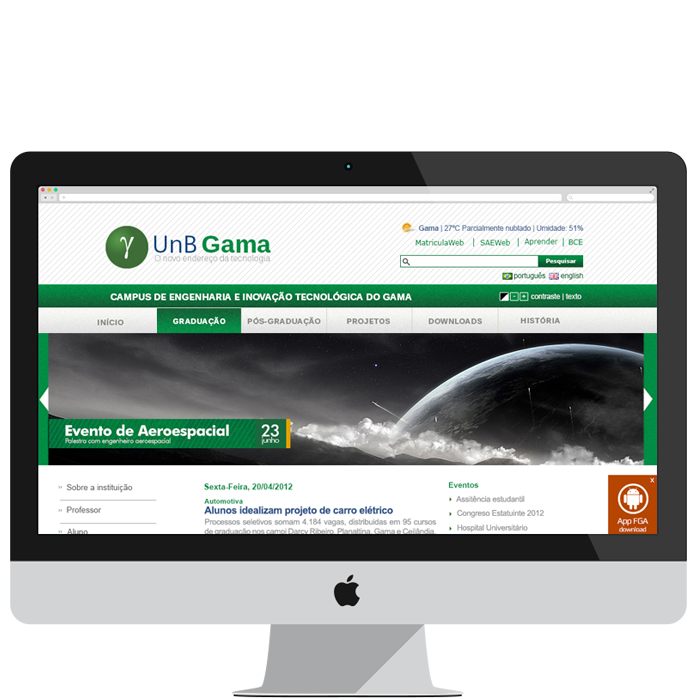 γ UnB Gama
O novo endereço da tecnologia
Gama | 27ºC Parcialmente nublado | Umidade: 51%
MatriculaWeb | SAEWeb | Aprender | BCE
Pesquisar
português english
CAMPUS DE ENGENHARIA E INOVAÇÃO TECNOLÓGICA DO GAMA
- + contraste | texto
INÍCIO GRADUAÇÃO PÓS-GRADUAÇÃO PROJETOS DOWNLOADS HISTÓRIA
Evento de Aeroespacial 23
Palestra com engenheiro aeroespacial junho
Sobre a instituição
Professor
Aluno
Sexta-Feira, 20/04/2012
Automotiva
Alunos idealizam projeto de carro elétrico
Processos seletivos somam 4.184 vagas, distribuídas em 95 cursos
de graduação nos campi Darcy Ribeiro, Planaltina, Gama e Ceilândia.
Eventos
Assitência estudantil
Congreso Estatuinte 2012
Hospital Universitário
x
App FGA
download